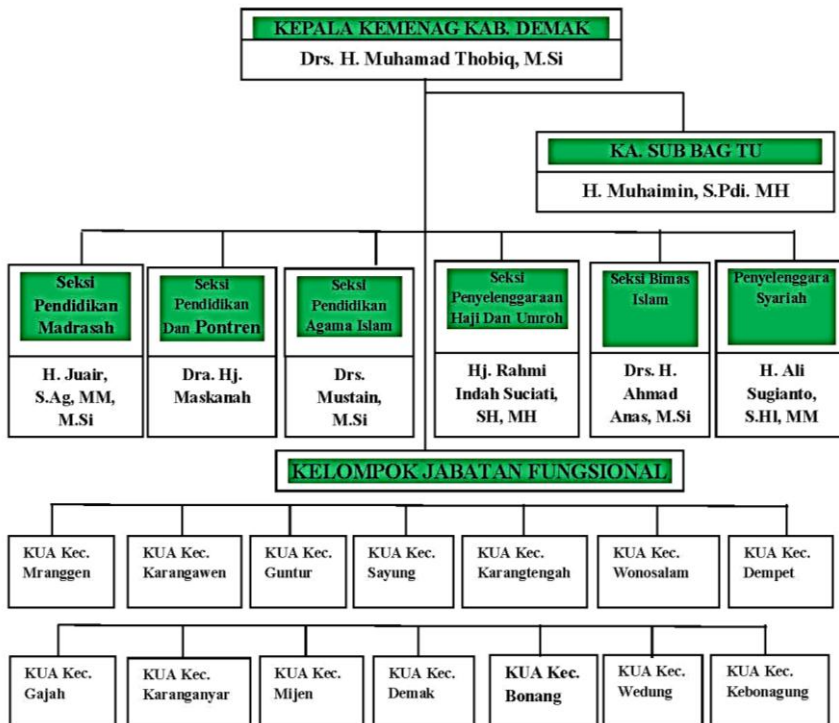 KEPALA KEMENAG KAB. DEMAK
Drs. H. Muhamad Thobiq, M.Si
KA. SUB BAG TU
H. Muhaimin, S.Pdi. MH
Seksi
Pendidikan
Madrasah
H. Juair,
S.Ag, MM,
M.Si
Seksi
Pendidikan
Dan Pontren
Dra. Hj.
Maskanah
Seksi
Pendidikan
Agama Islam
Drs.
Mustain,
M.Si
Seksi
Penyelenggaraan
Haji Dan Umroh
Hj. Rahmi
Indah Suciati,
SH, MH
Seksi Bimas
Islam
Drs. H.
Ahmad
Anas, M.Si
Penyelenggara
Syariah
H. Ali
Sugianto,
S.HI, MM
KELOMPOK JABATAN FUNGSIONAL
KUA Kec.
Mranggen
KUA Kec.
Karangawen
KUA Kec.
Guntur
KUA Kec.
Sayung
KUA Kec.
Karangtengah
KUA Kec.
Wonosalam
KUA Kec.
Dempet
KUA Kec.
Gajah
KUA Kec.
Karanganyar
KUA Kec.
Mijen
KUA Kec.
Demak
KUA Kec.
Bonang
KUA Kec.
Wedung
KUA Kec.
Kebonagung